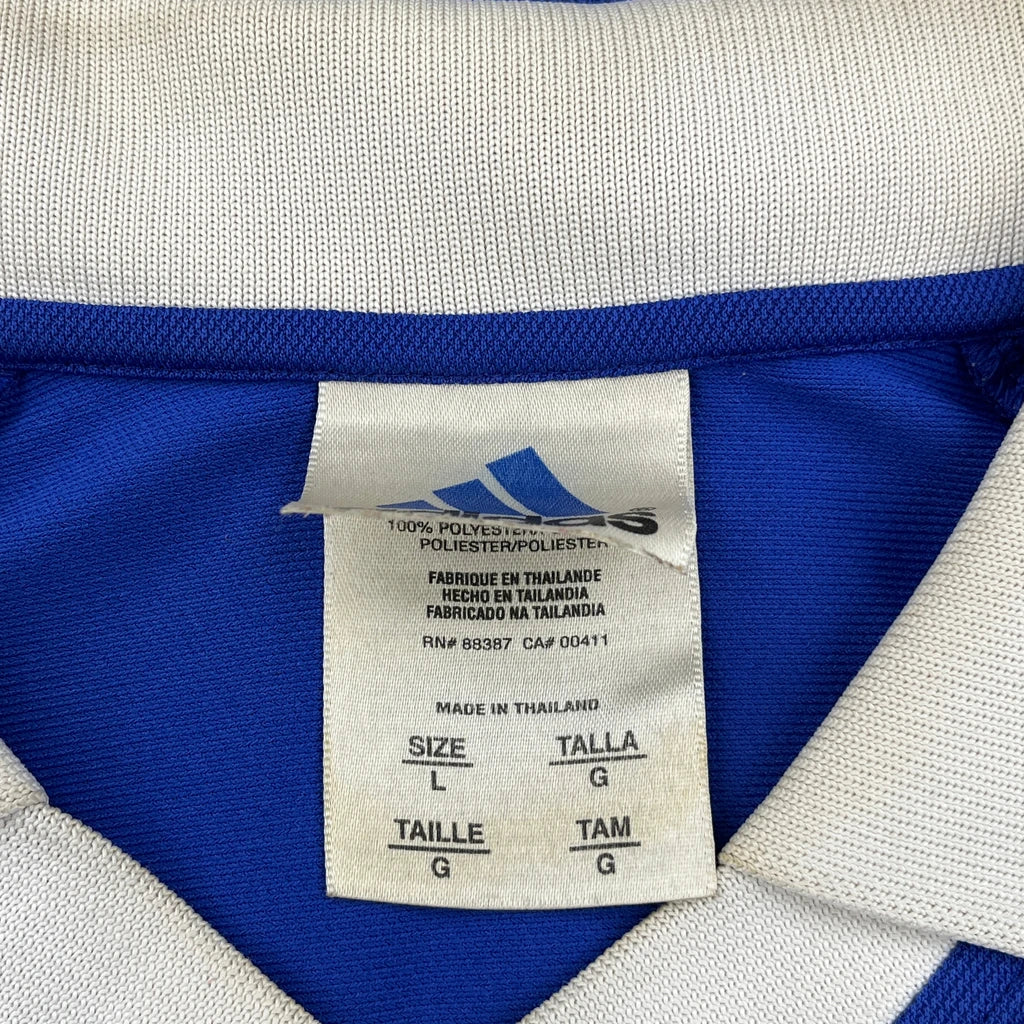 adidas
100% POLYESTER/
POLIESTER/POLIESTER
FABRIQUE EN THAILANDE
HECHO EN TAILANDIA
FABRICADO NA TAILANDIA
RN# 88387 CA# 00411
MADE IN THAILAND
SIZE TALLA
L G
TAILLE TAM
G G